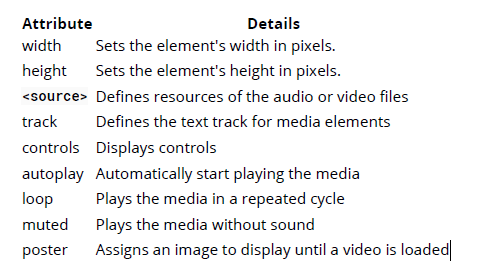 Attribute Details
width Sets the element's width in pixels.
height Sets the element's height in pixels.
<source> Defines resources of the audio or video files
track Defines the text track for media elements
controls Displays controls
autoplay Automatically start playing the media
loop Plays the media in a repeated cycle
muted Plays the media without sound
poster Assigns an image to display until a video is loaded